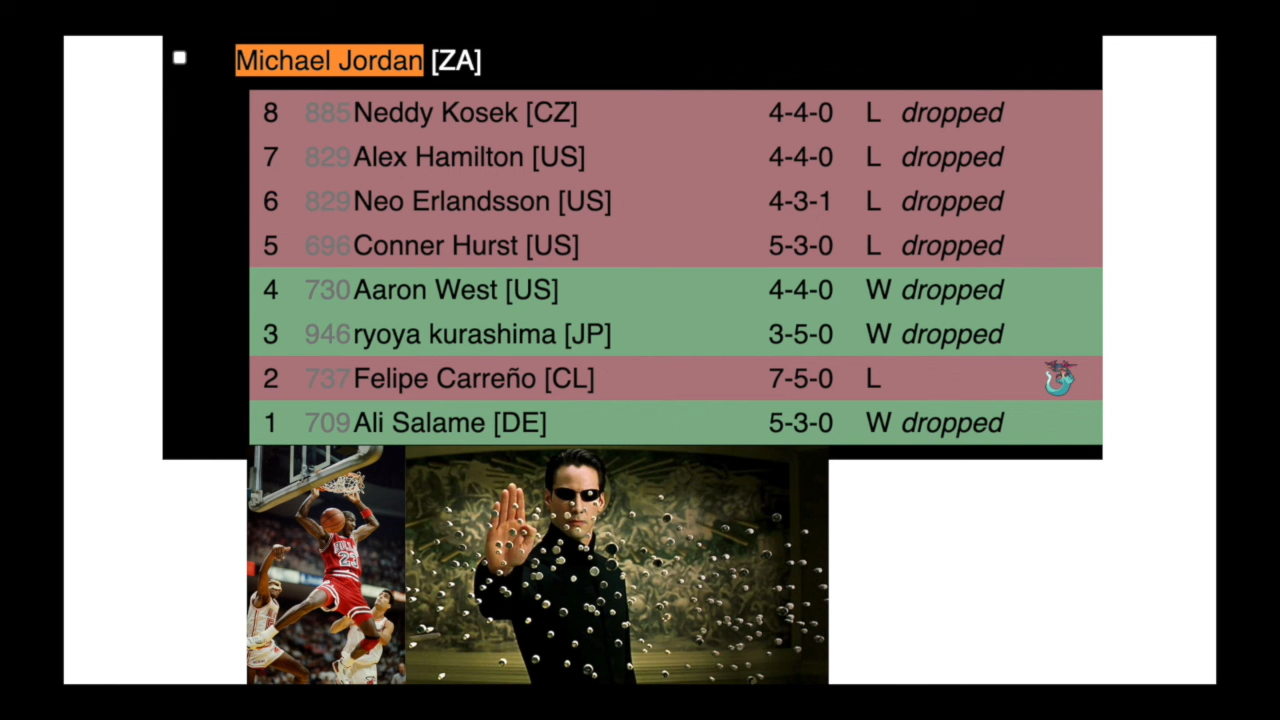 Michael Jordan [ZA]
8 885 Neddy Kosek [CZ] 4-4-0 L dropped
7 829 Alex Hamilton [US] 4-4-0 L dropped
6 829 Neo Erlandsson [US] 4-3-1 L dropped
5 696 Conner Hurst [US] 5-3-0 L dropped
4 730 Aaron West [US] 4-4-0 W dropped
3 946 ryoya kurashima [JP] 3-5-0 W dropped
2 737 Felipe Carreño [CL] 7-5-0 L
1 709 Ali Salame [DE] 5-3-0 W dropped
BULLS
23